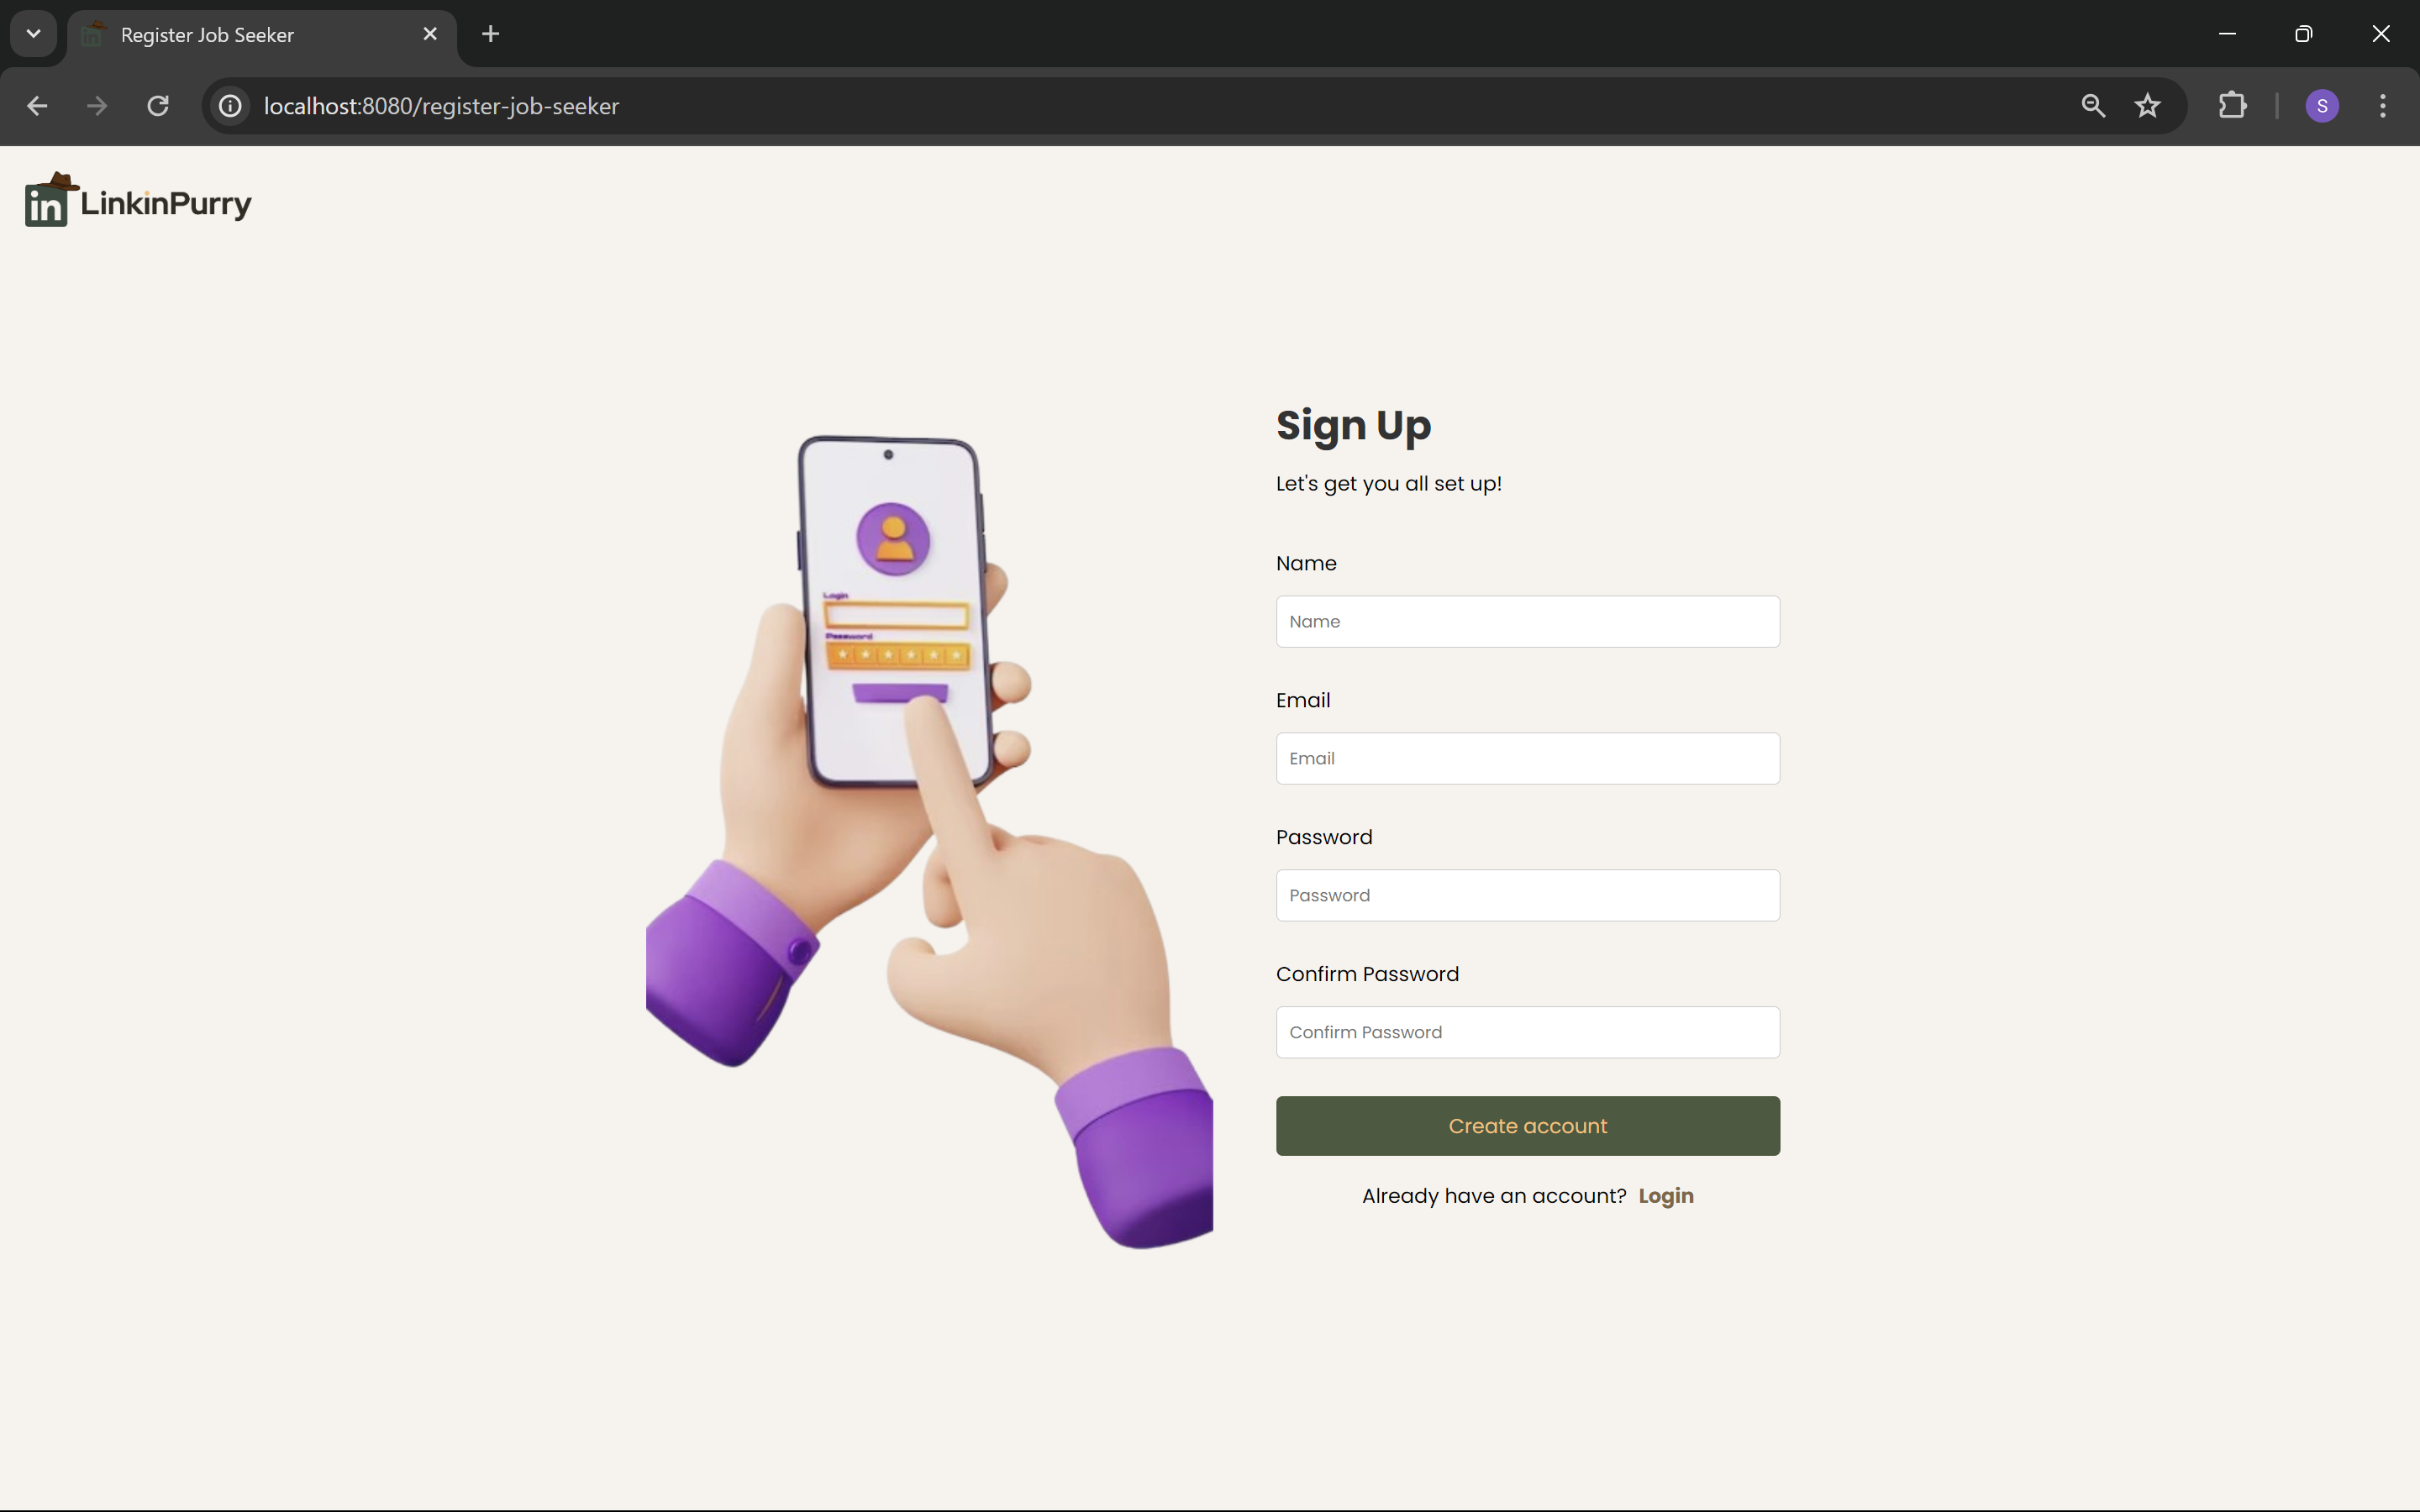 Register Job Seeker
localhost:8080/register-job-seeker
S
in LinkinPurry
Sign Up
Let's get you all set up!
Login
Password
Name
Name
Email
Email
Password
Password
Confirm Password
Confirm Password
Create account
Already have an account? Login